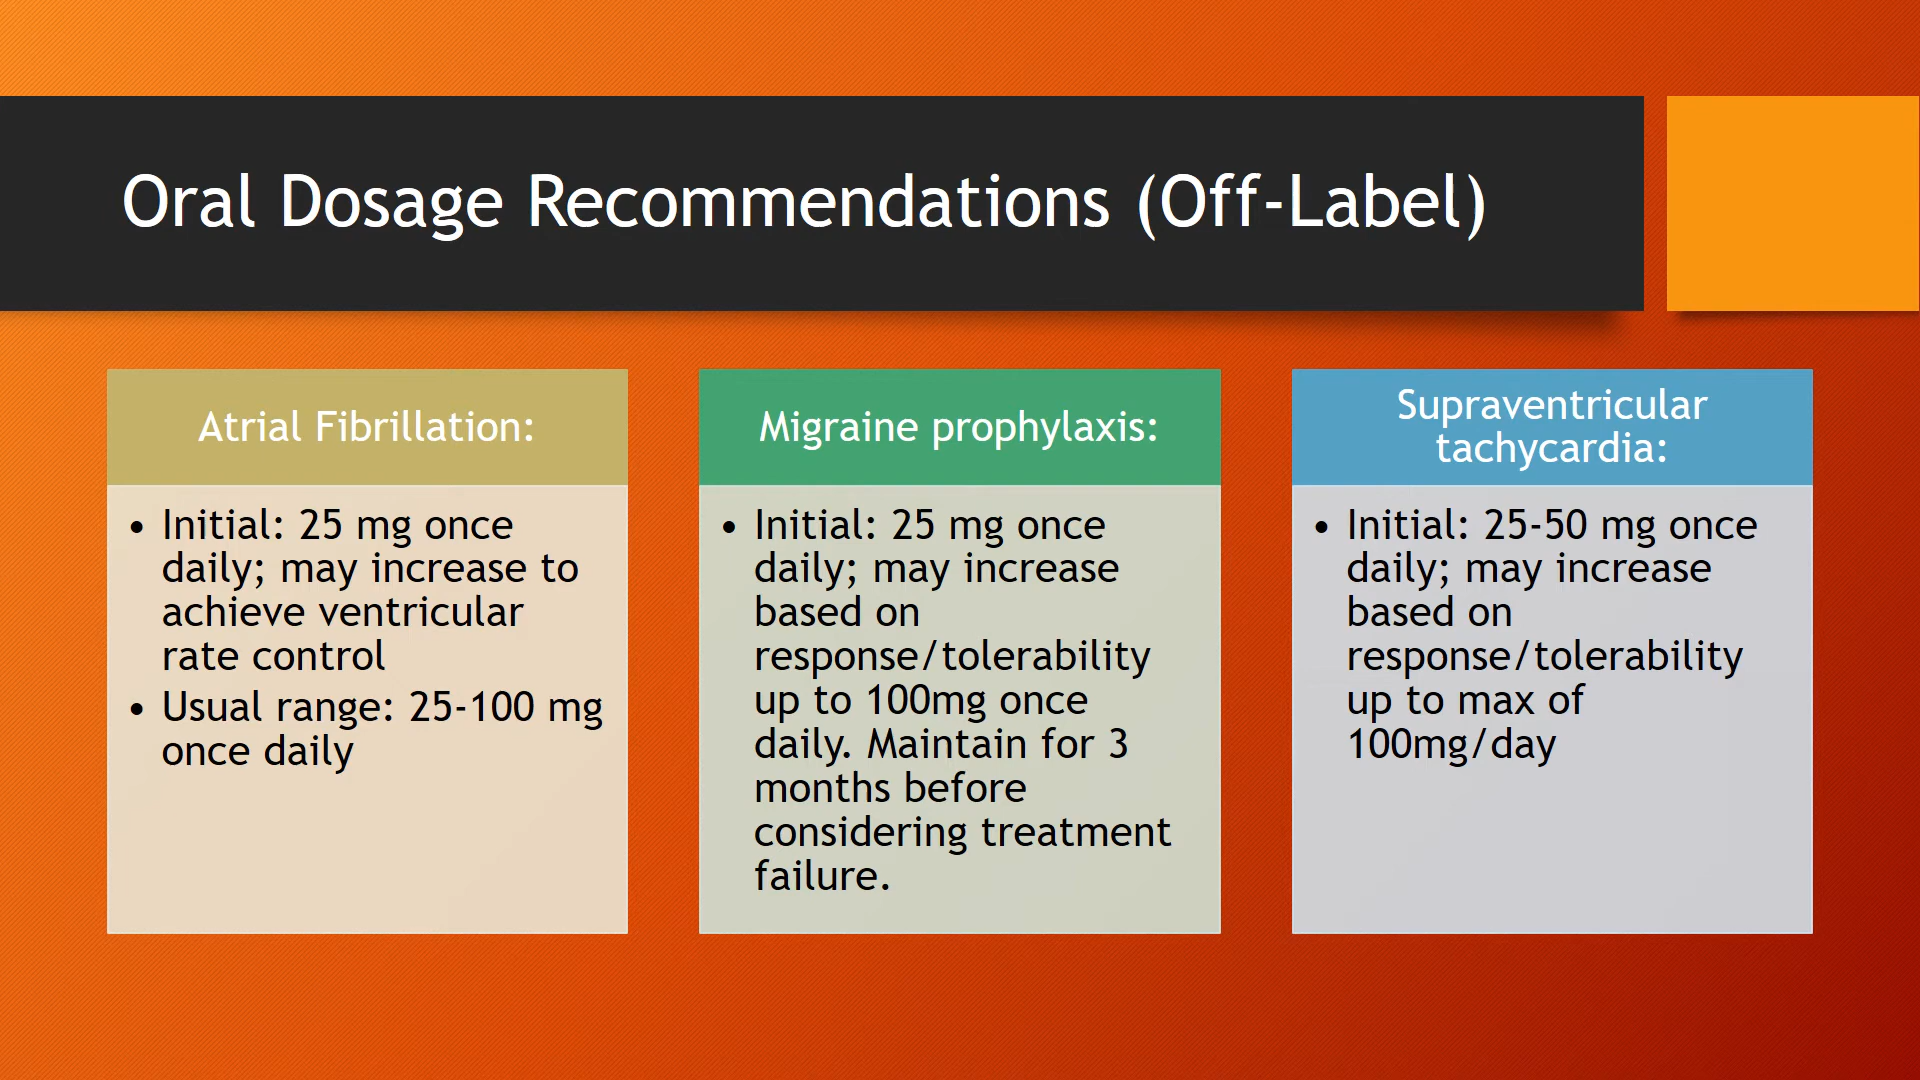 Oral Dosage Recommendations (Off-Label)
Atrial Fibrillation:
• Initial: 25 mg once
daily; may increase to
achieve ventricular
rate control
• Usual range: 25-100 mg
once daily
Migraine prophylaxis:
• Initial: 25 mg once
daily; may increase
based on
response/tolerability
up to 100mg once
daily. Maintain for 3
months before
considering treatment
failure.
Supraventricular
tachycardia:
• Initial: 25-50 mg once
daily; may increase
based on
response/tolerability
up to max of
100mg/day